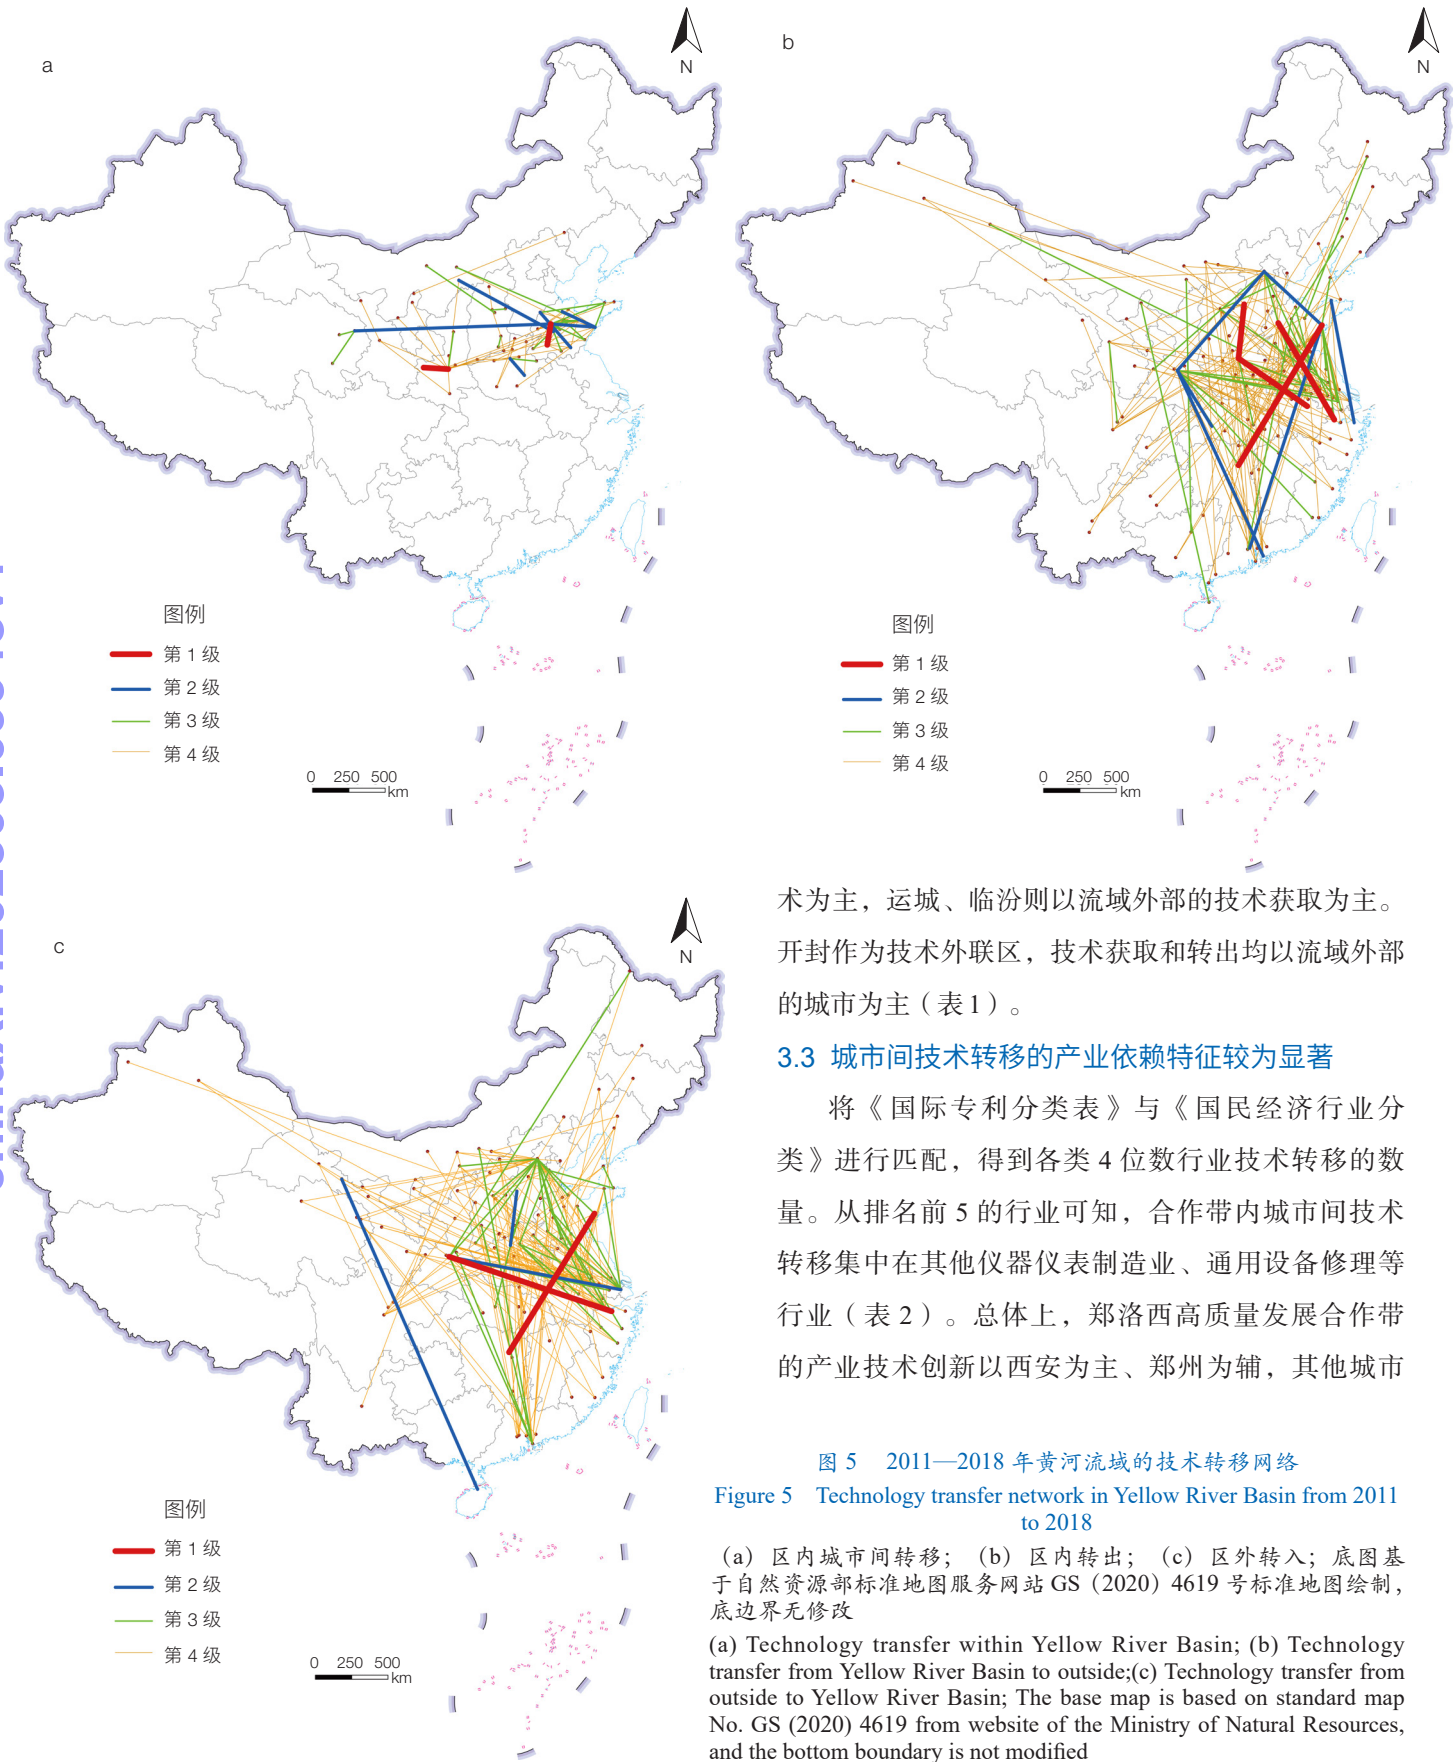 a
N
图例
第 1 级
第 2 级
第 3 级
第 4 级
0 250 500
km
b
N
图例
第 1 级
第 2 级
第 3 级
第 4 级
0 250 500
km
c
N
图例
第 1 级
第 2 级
第 3 级
第 4 级
0 250 500
km
术为主，运城、临汾则以流域外部的技术获取为主。
开封作为技术外联区，技术获取和转出均以流域外部
的城市为主（表1）。
3.3 城市间技术转移的产业依赖特征较为显著
将《国际专利分类表》与《国民经济行业分
类》进行匹配，得到各类 4 位数行业技术转移的数
量。从排名前 5 的行业可知，合作带内城市间技术
转移集中在其他仪器仪表制造业、通用设备修理等
行业（表 2）。总体上，郑洛西高质量发展合作带
的产业技术创新以西安为主、郑州为辅，其他城市
图 5 2011—2018 年黄河流域的技术转移网络
Figure 5 Technology transfer network in Yellow River Basin from 2011
to 2018
（a）区内城市间转移；（b）区内转出；（c）区外转入；底图基
于自然资源部标准地图服务网站 GS（2020）4619 号标准地图绘制，
底边界无修改
(a) Technology transfer within Yellow River Basin; (b) Technology
transfer from Yellow River Basin to outside;(c) Technology transfer from
outside to Yellow River Basin; The base map is based on standard map
No. GS (2020) 4619 from website of the Ministry of Natural Resources,
and the bottom boundary is not modified